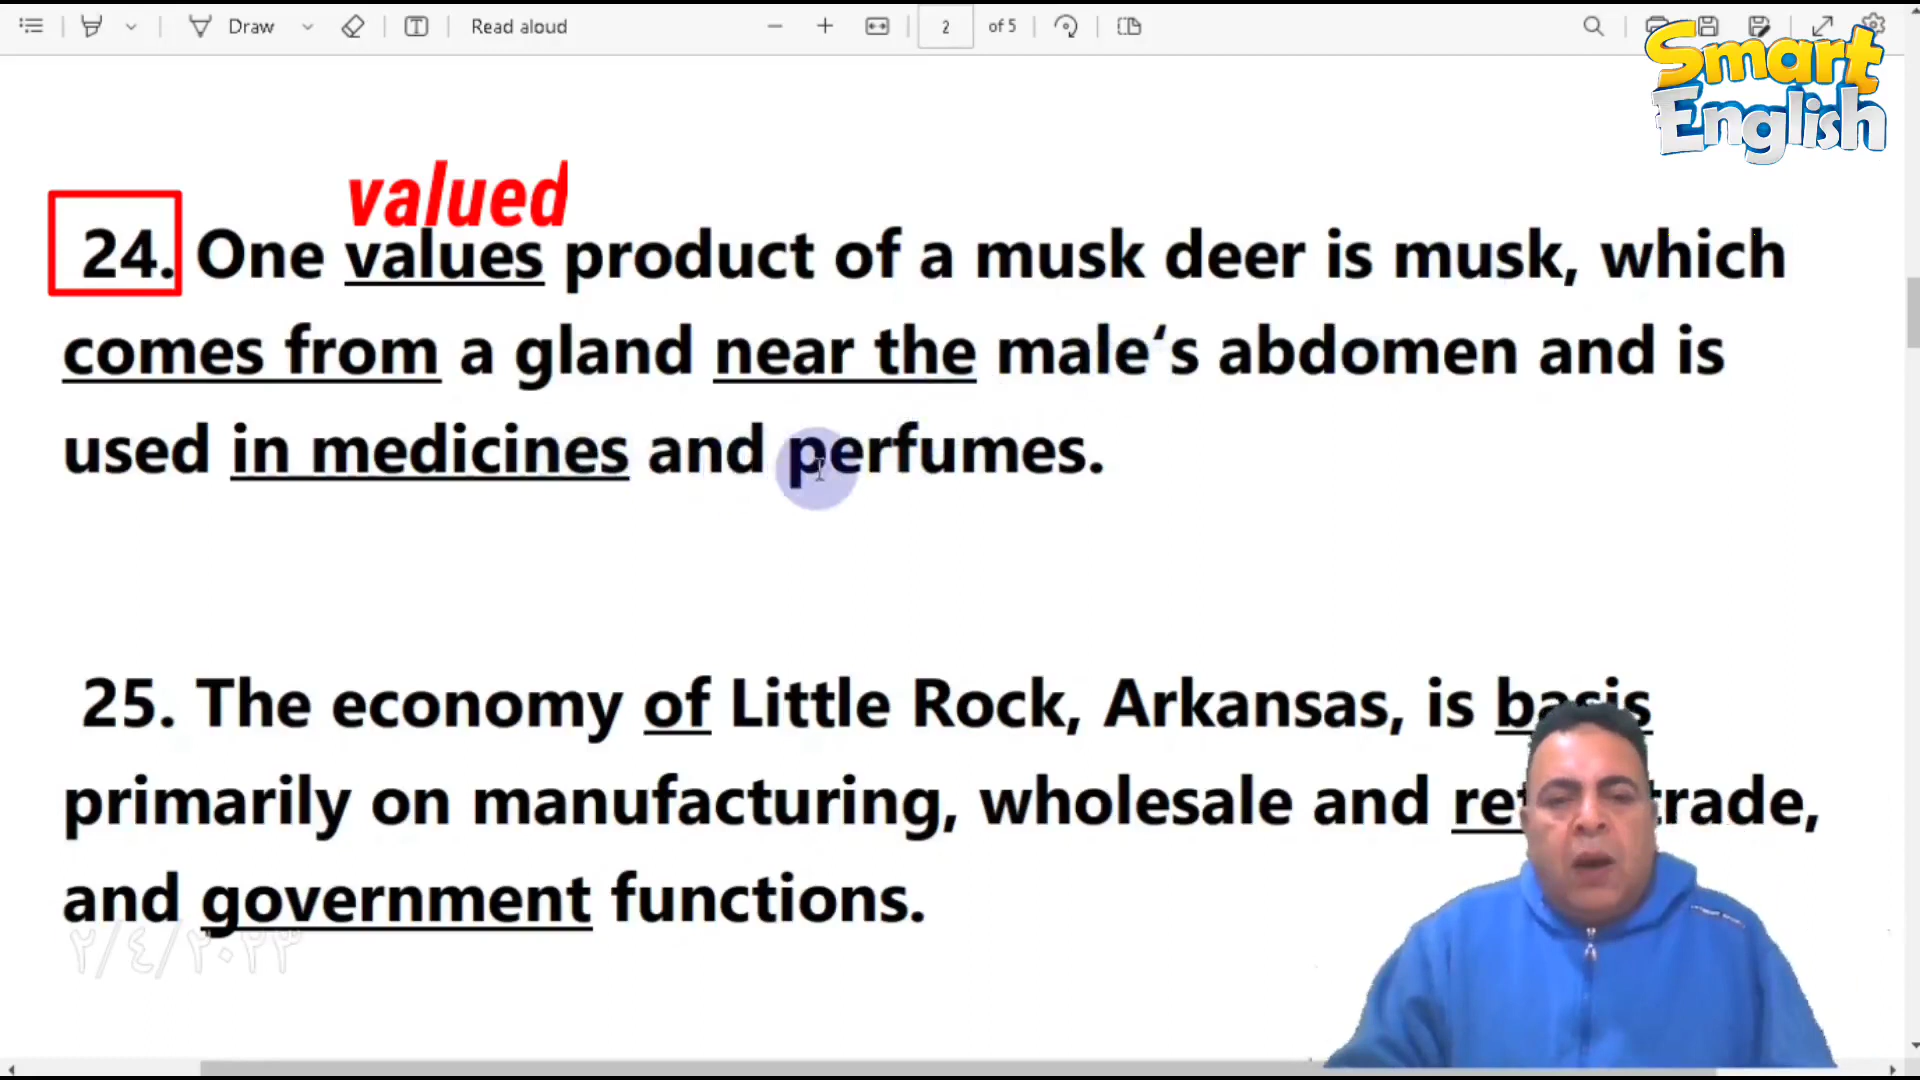 Draw
Read aloud
2 of 5
Smart
English
valued
24. One values product of a musk deer is musk, which
comes from a gland near the male‘s abdomen and is
used in medicines and perfumes.
25. The economy of Little Rock, Arkansas, is basis
primarily on manufacturing, wholesale and trade,
and government functions.
٢/٤/٢٠٢٣